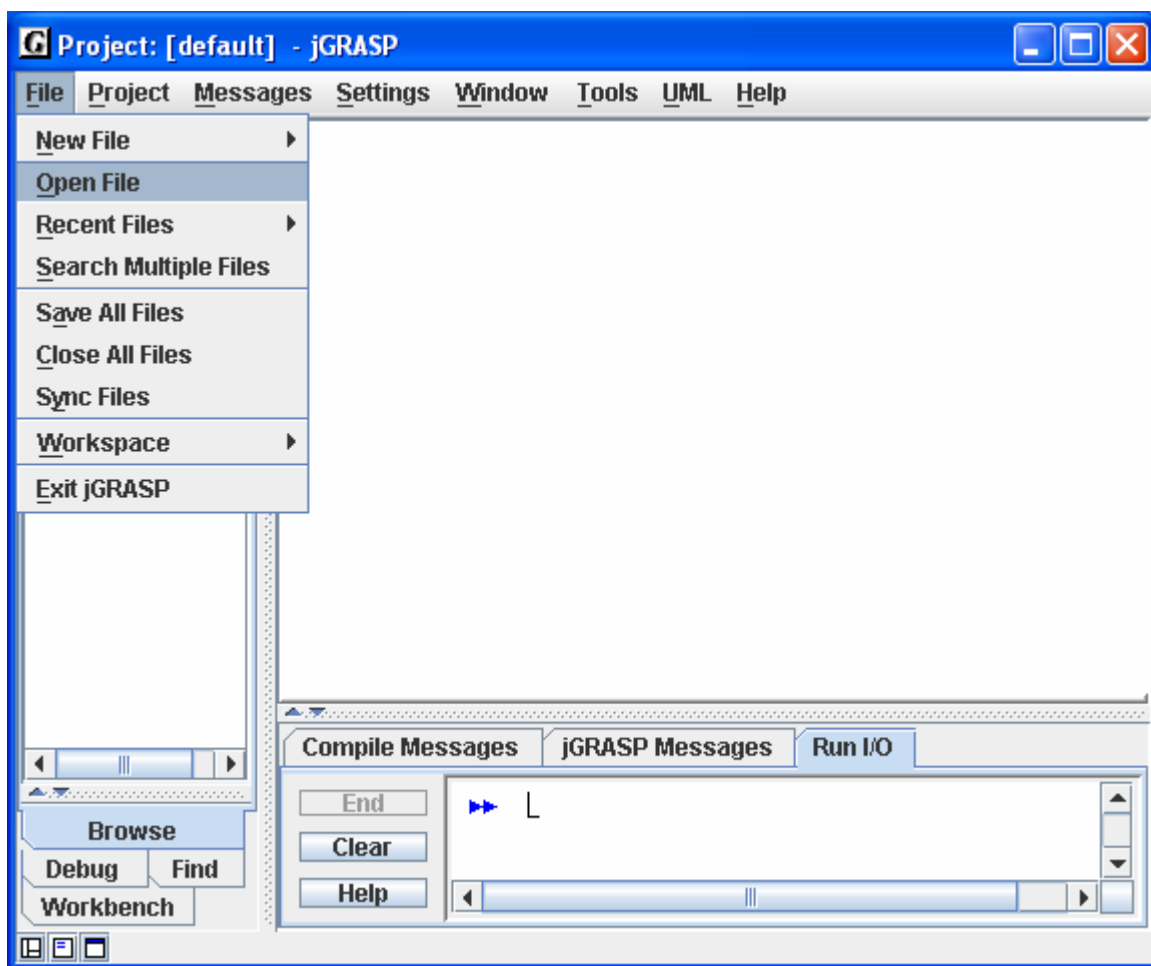 G Project: [default] - jGRASP
File Project Messages Settings Window Tools UML Help
New File
Open File
Recent Files
Search Multiple Files
Save All Files
Close All Files
Sync Files
Workspace
Exit jGRASP
Compile Messages jGRASP Messages Run I/O
End
Clear
Help
Browse
Debug Find
Workbench